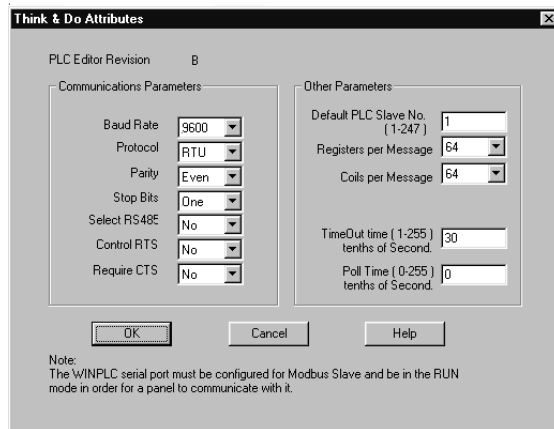 Think & Do Attributes
PLC Editor Revision B
Communications Parameters
Baud Rate 9600
Protocol RTU
Parity Even
Stop Bits One
Select RS485 No
Control RTS No
Require CTS No
Other Parameters
Default PLC Slave No.
( 1-247 ) 1
Registers per Message 64
Coils per Message 64
TimeOut time ( 1-255 )
tenths of Second. 30
Poll Time ( 0-255 )
tenths of Second. 0
OK Cancel Help
Note:
The WINPLC serial port must be configured for Modbus Slave and be in the RUN
mode in order for a panel to communicate with it.